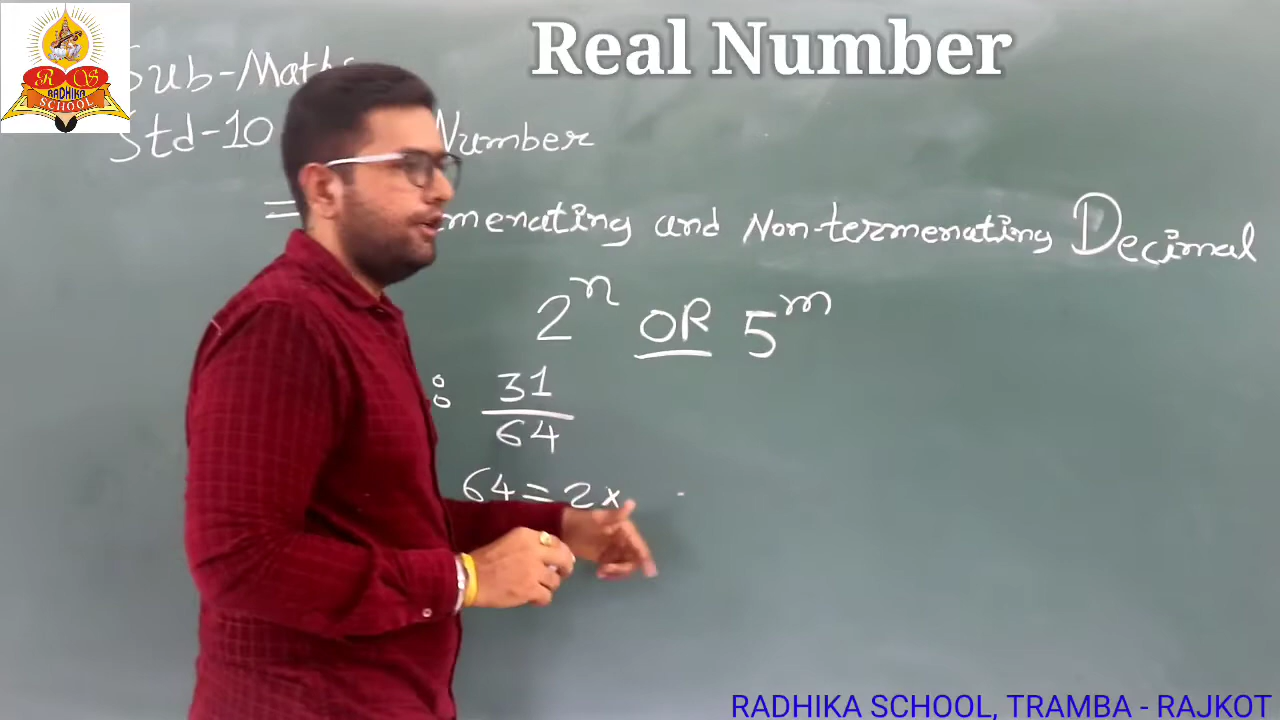 Real Number
R S
RADHIKA
SCHOOL
Sub-Maths
Std-10 Number
= menating and Non-termenating Decimal
2^n OR 5^m
: 31
64
64 = 2 ×
RADHIKA SCHOOL, TRAMBA - RAJKOT